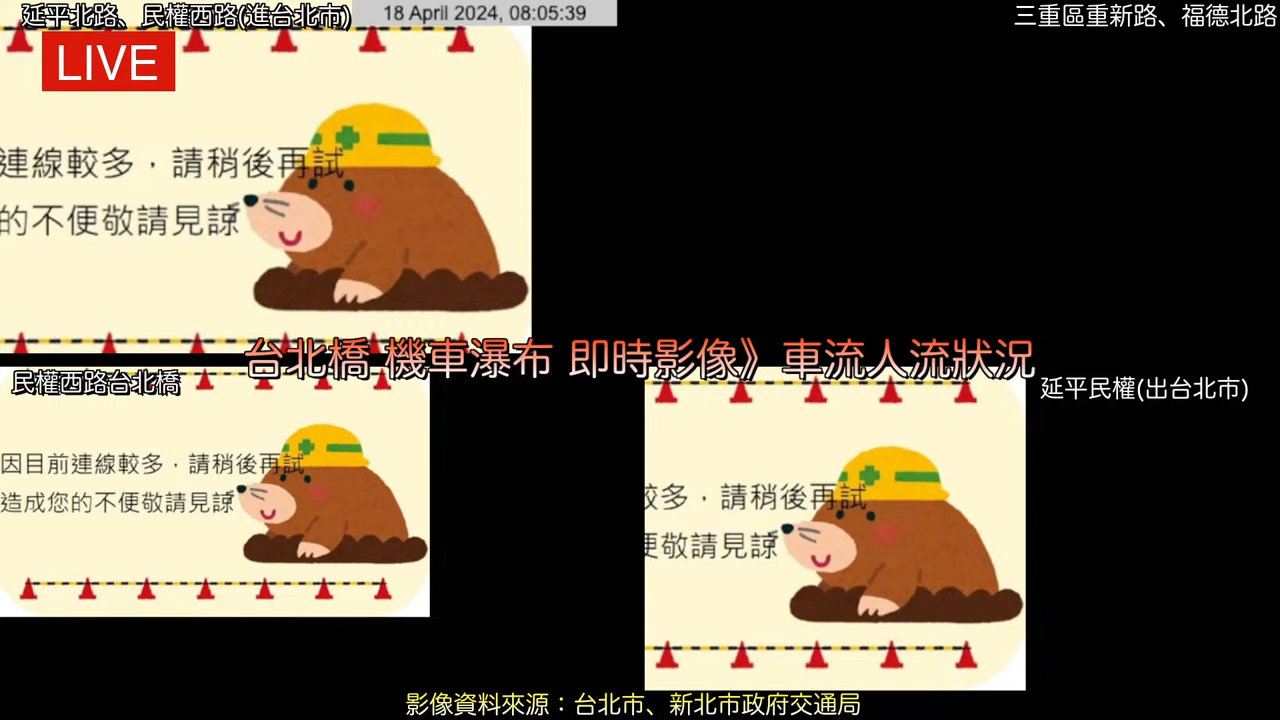 延平北路、民權西路(進台北市)
18 April 2024, 08:05:39
三重區重新路、福德北路
LIVE
連線較多，請稍後再試
的不便敬請見諒
台北橋 機車瀑布 即時影像》車流人流狀況
民權西路台北橋
延平民權(出台北市)
因目前連線較多，請稍後再試
造成您的不便敬請見諒
較多，請稍後再試
便敬請見諒
影像資料來源：台北市、新北市政府交通局